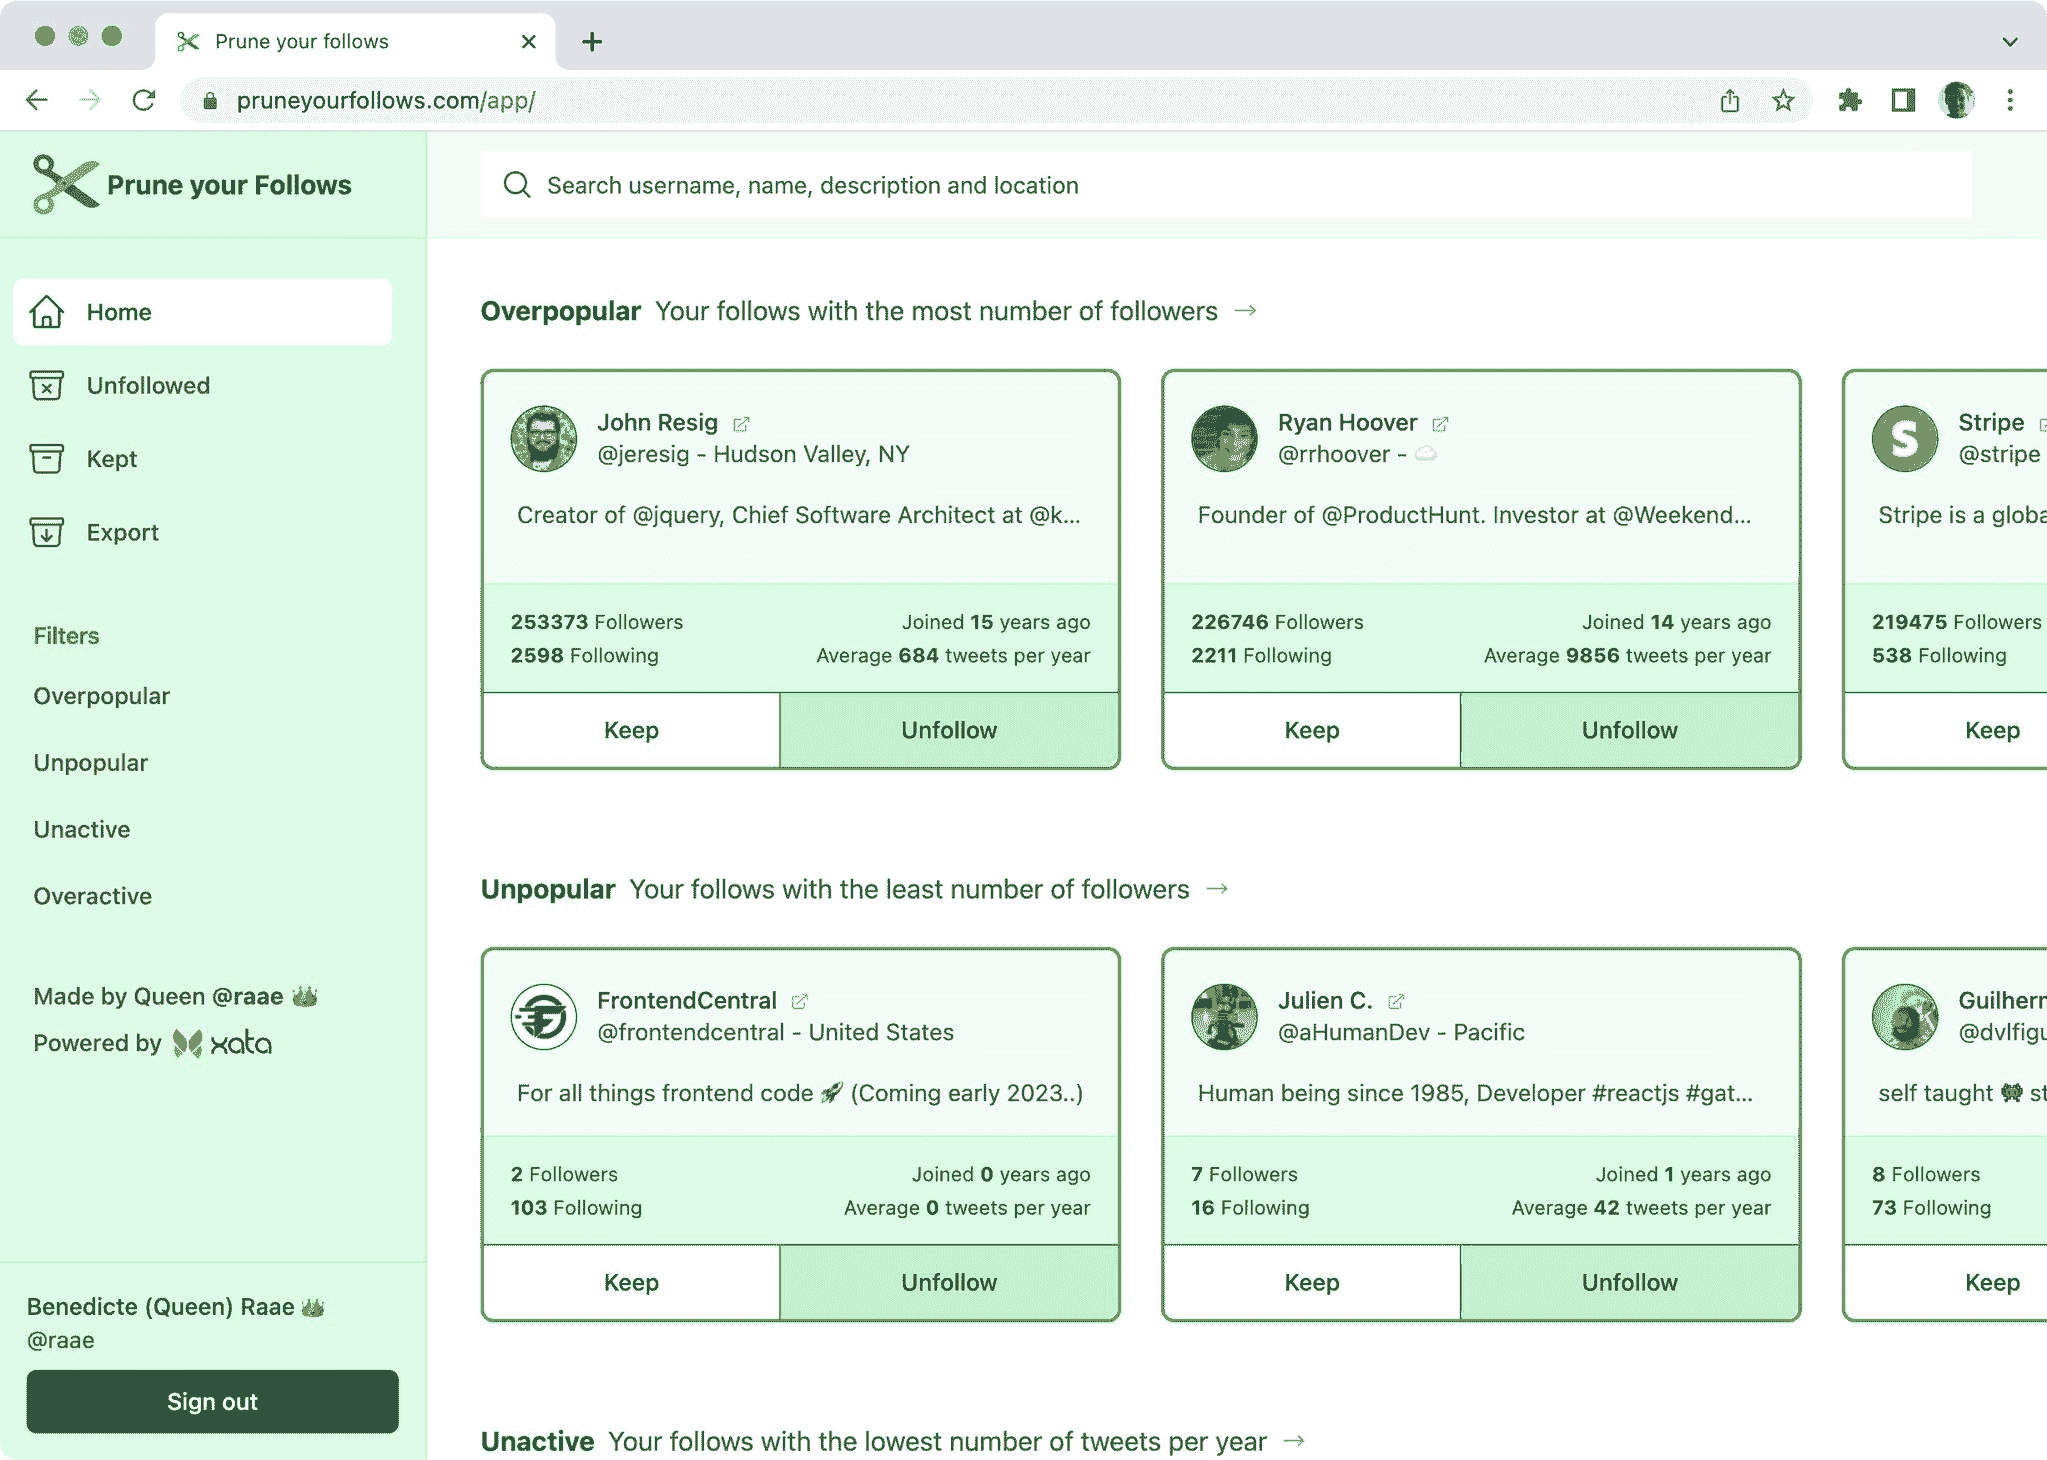 Prune your follows
pruneyourfollows.com/app/
Prune your Follows
Search username, name, description and location
Home
Unfollowed
Kept
Export
Filters
Overpopular
Unpopular
Unactive
Overactive
Made by Queen @raae 👑
Powered by xata
Benedicte (Queen) Raae 👑
@raae
Sign out
Overpopular Your follows with the most number of followers →
John Resig
@jeresig - Hudson Valley, NY
Creator of @jquery, Chief Software Architect at @k...
253373 Followers
Joined 15 years ago
2598 Following
Average 684 tweets per year
Keep
Unfollow
Ryan Hoover
@rrhoover - ☁️
Founder of @ProductHunt. Investor at @Weekend...
226746 Followers
Joined 14 years ago
2211 Following
Average 9856 tweets per year
Keep
Unfollow
S
Stripe
@stripe
Stripe is a globa
219475 Followers
538 Following
Keep
Unpopular Your follows with the least number of followers →
FrontendCentral
@frontendcentral - United States
For all things frontend code 🚀 (Coming early 2023..)
2 Followers
Joined 0 years ago
103 Following
Average 0 tweets per year
Keep
Unfollow
Julien C.
@aHumanDev - Pacific
Human being since 1985, Developer #reactjs #gat...
7 Followers
Joined 1 years ago
16 Following
Average 42 tweets per year
Keep
Unfollow
Guilherm
@dvlfigu
self taught 👾 st
8 Followers
73 Following
Keep
Unactive Your follows with the lowest number of tweets per year →